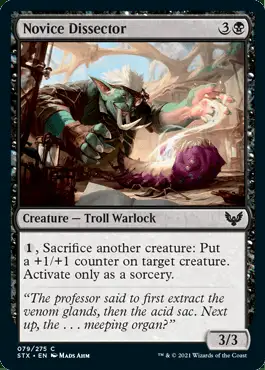 Novice Dissector 3
Creature — Troll Warlock
1 , Sacrifice another creature: Put
a +1/+1 counter on target creature.
Activate only as a sorcery.
“The professor said to first extract the
venom glands, then the acid sac. Next
up, the . . . meeping organ?”
3/3
079/275 C
STX • EN Mads Ahm
™ & © 2021 Wizards of the Coast